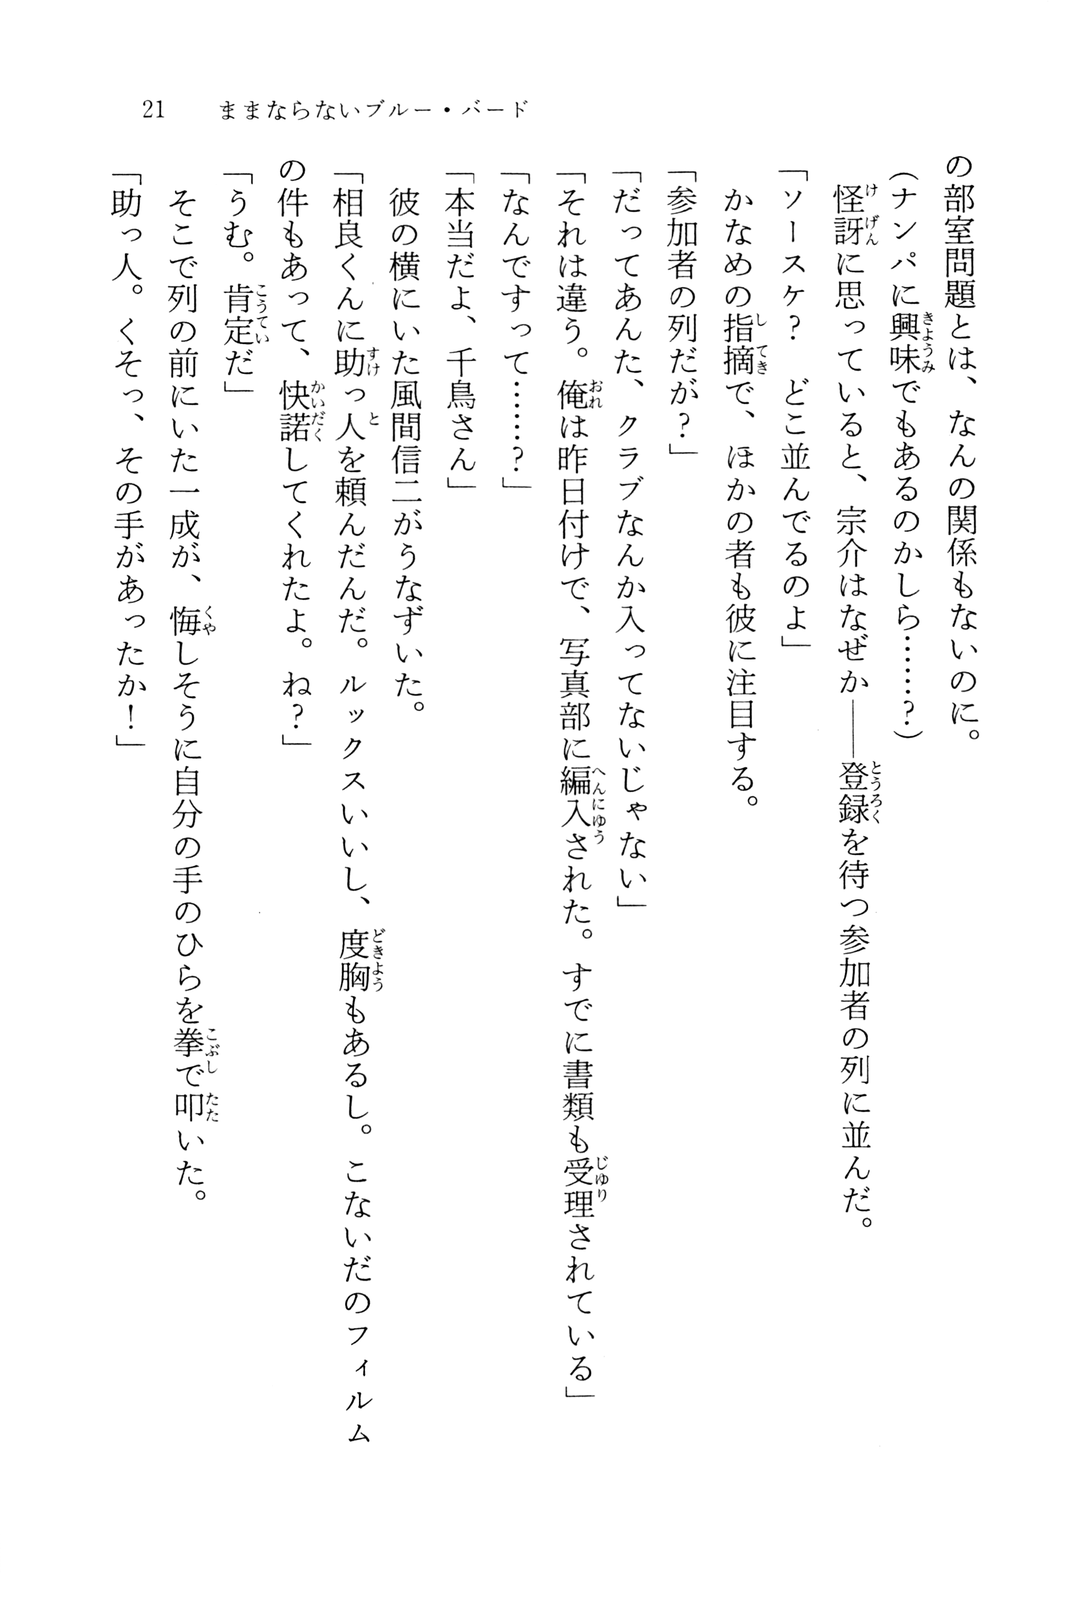 21　ままならないブルー・バード
の部室問題とは、なんの関係もないのに。
（ナンパに興味でもあるのかしら……？）
　怪訝に思っていると、宗介はなぜか――登録を待つ参加者の列に並んだ。
「ソースケ？　どこ並んでるのよ」
　かなめの指摘で、ほかの者も彼に注目する。
「参加者の列だが？」
「だってあんた、クラブなんか入ってないじゃない」
「それは違う。俺は昨日付けで、写真部に編入された。すでに書類も受理されている」
「なんですって……？」
「本当だよ、千鳥さん」
　彼の横にいた風間信二がうなずいた。
「相良くんに助っ人を頼んだんだ。ルックスいいし、度胸もあるし。こないだのフィルム
の件もあって、快諾してくれたよ。ね？」
「うむ。肯定だ」
　そこで列の前にいた一成が、悔しそうに自分の手のひらを拳で叩いた。
「助っ人。くそっ、その手があったか！」